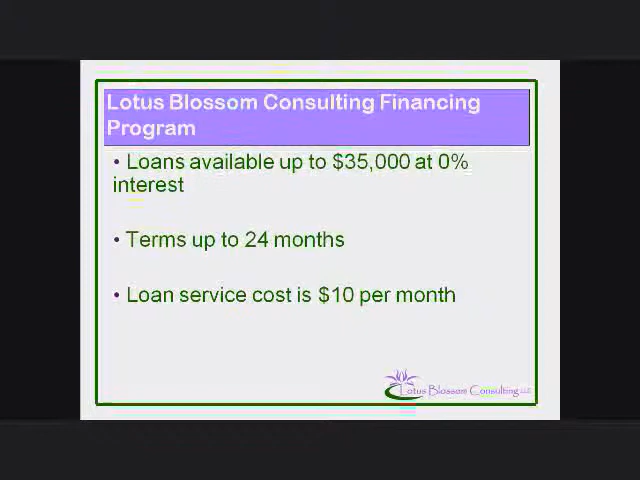 Lotus Blossom Consulting Financing
Program
• Loans available up to $35,000 at 0%
interest
• Terms up to 24 months
• Loan service cost is $10 per month
Lotus Blossom Consulting LLC